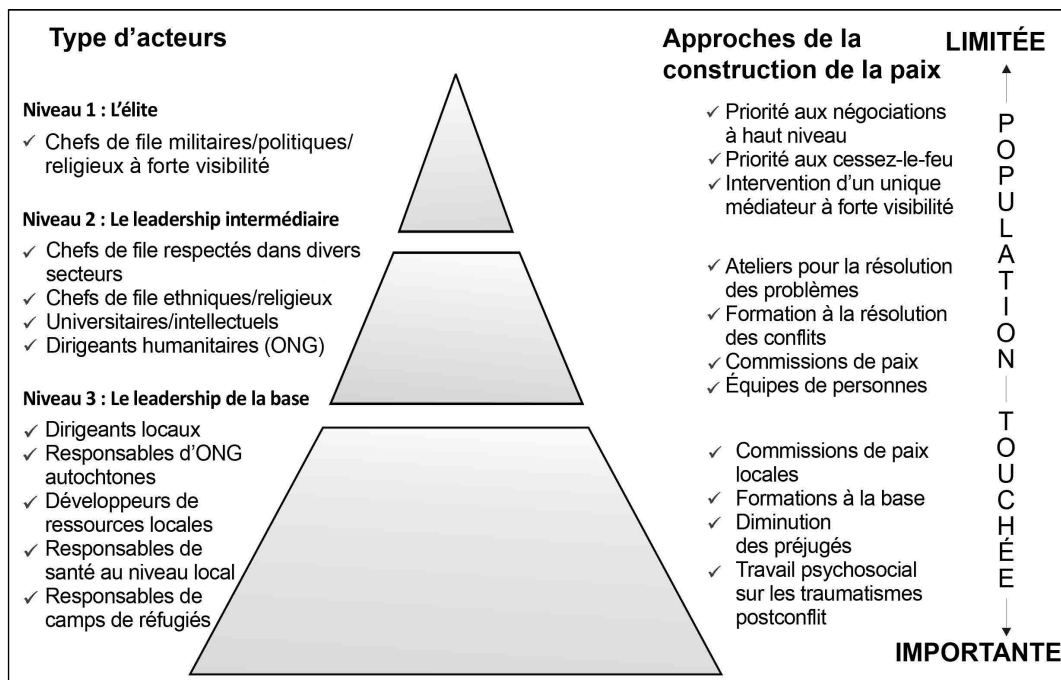 Type d’acteurs
Niveau 1 : L’élite
✓ Chefs de file militaires/politiques/
religieux à forte visibilité
Niveau 2 : Le leadership intermédiaire
✓ Chefs de file respectés dans divers
secteurs
✓ Chefs de file ethniques/religieux
✓ Universitaires/intellectuels
✓ Dirigeants humanitaires (ONG)
Niveau 3 : Le leadership de la base
✓ Dirigeants locaux
✓ Responsables d’ONG
autochtones
✓ Développeurs de
ressources locales
✓ Responsables de
santé au niveau local
✓ Responsables de
camps de réfugiés
Approches de la
construction de la paix
✓ Priorité aux négociations
à haut niveau
✓ Priorité aux cessez-le-feu
✓ Intervention d’un unique
médiateur à forte visibilité
✓ Ateliers pour la résolution
des problèmes
✓ Formation à la résolution
des conflits
✓ Commissions de paix
✓ Équipes de personnes
✓ Commissions de paix
locales
✓ Formations à la base
✓ Diminution
des préjugés
✓ Travail psychosocial
sur les traumatismes
postconflit
LIMITÉE
POPULATION TOUCHÉE
IMPORTANTE